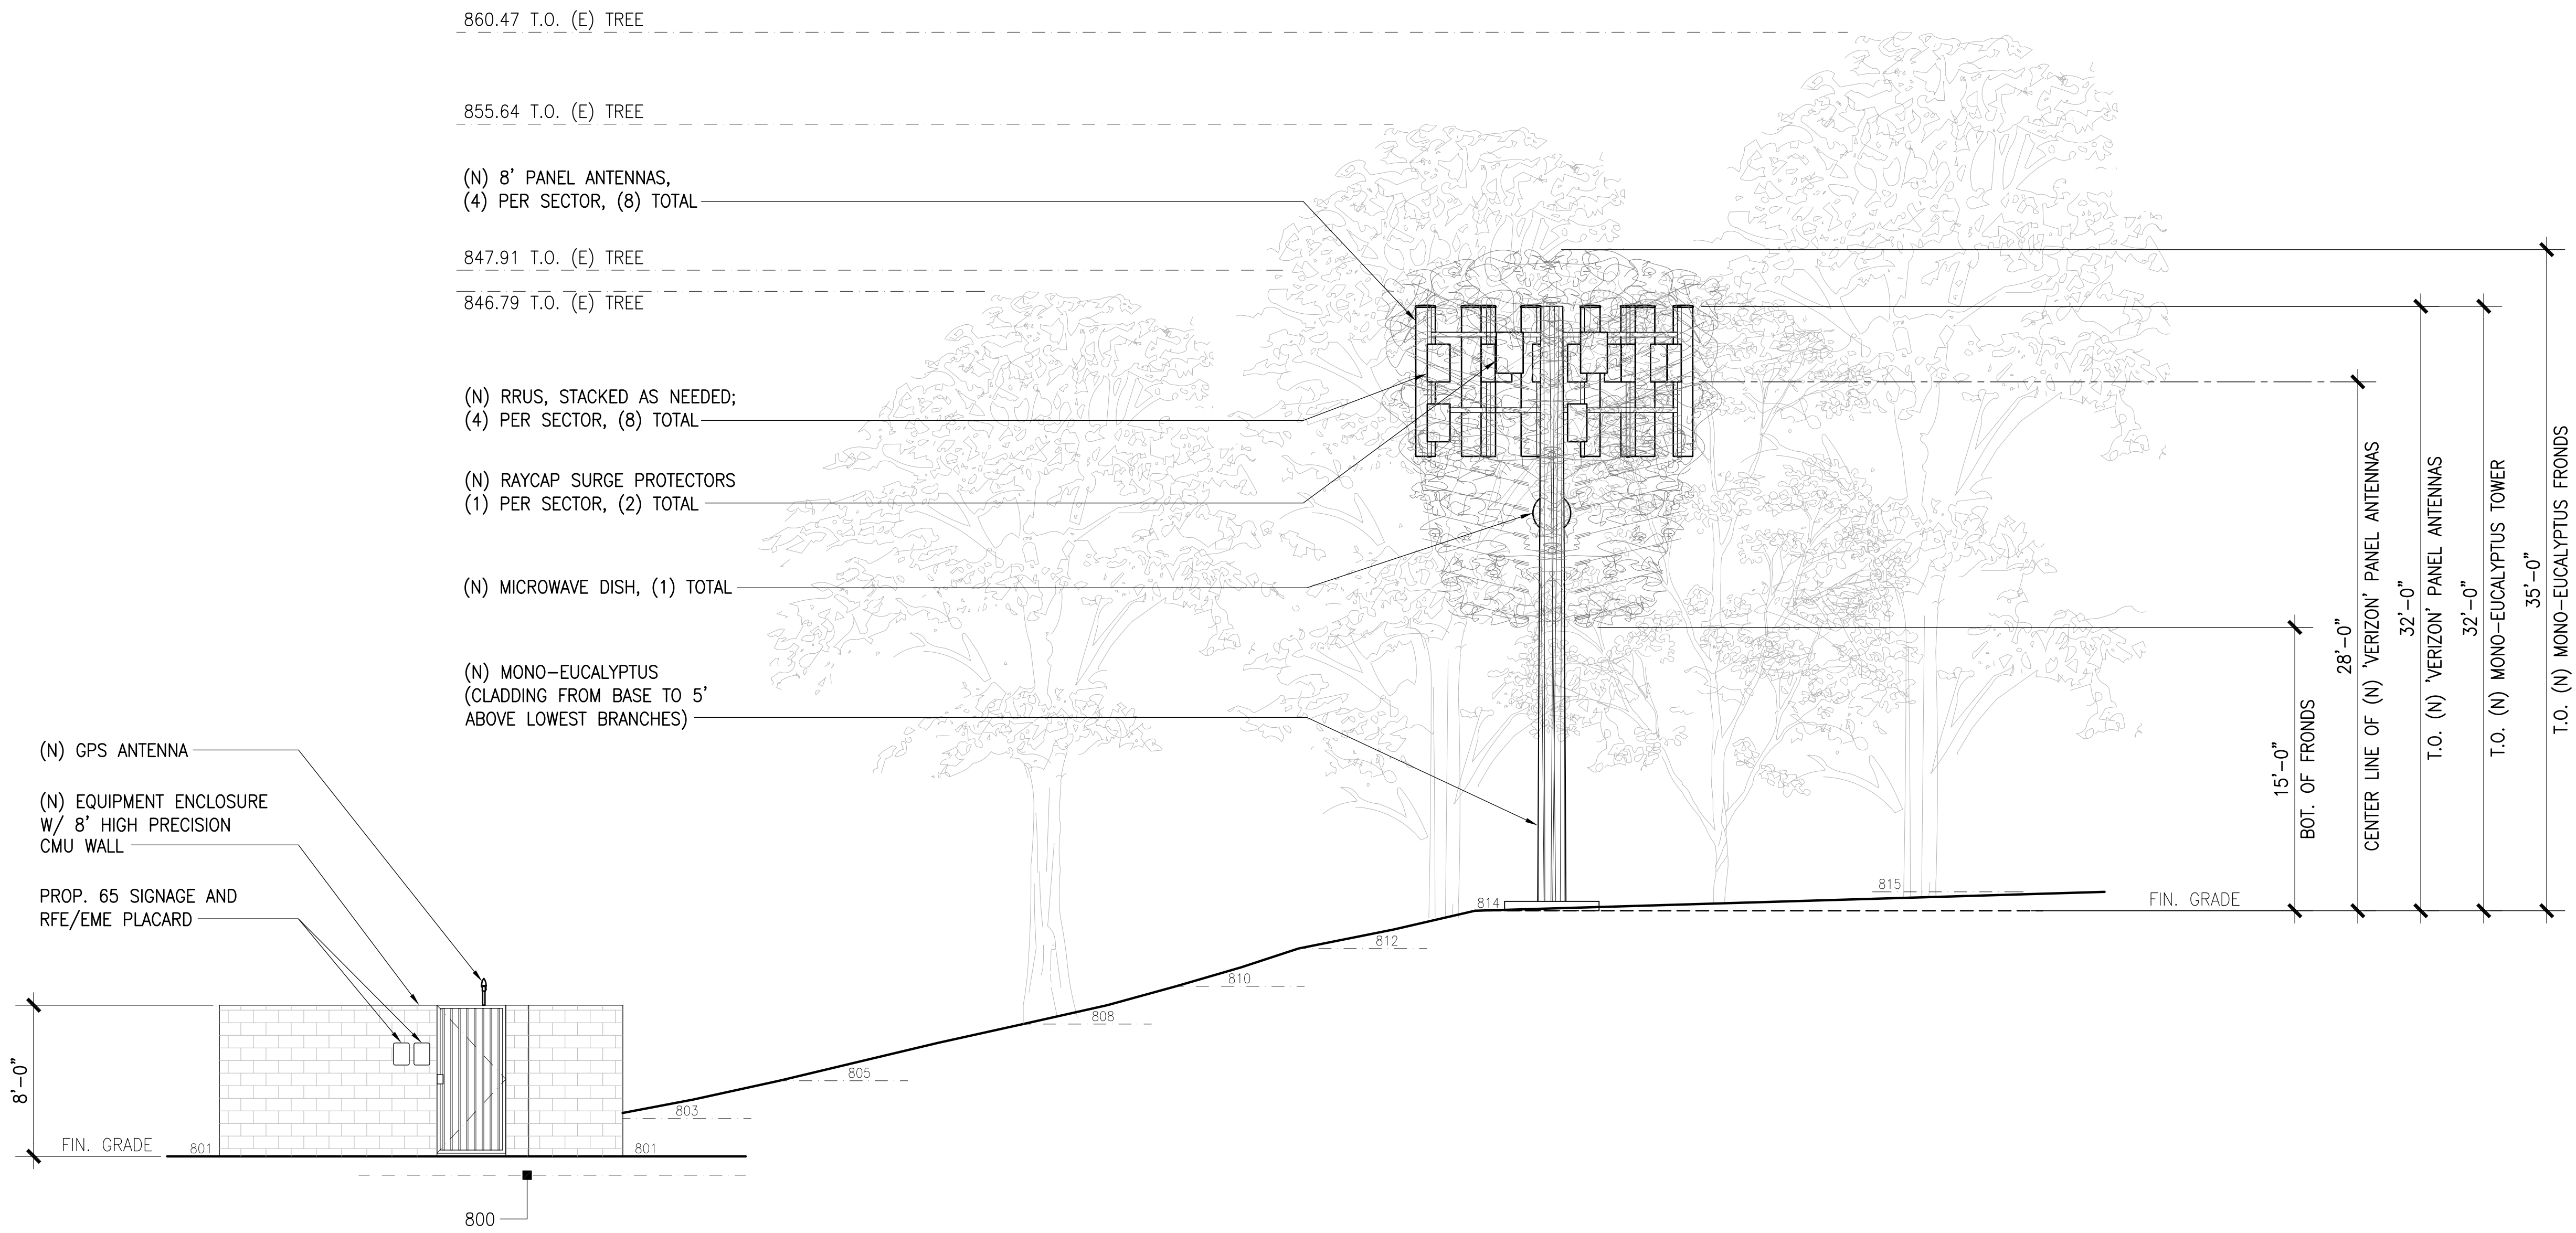 860.47 T.O. (E) TREE
855.64 T.O. (E) TREE
(N) 8' PANEL ANTENNAS,
(4) PER SECTOR, (8) TOTAL
847.91 T.O. (E) TREE
846.79 T.O. (E) TREE
(N) RRUS, STACKED AS NEEDED;
(4) PER SECTOR, (8) TOTAL
(N) RAYCAP SURGE PROTECTORS
(1) PER SECTOR, (2) TOTAL
(N) MICROWAVE DISH, (1) TOTAL
(N) MONO-EUCALYPTUS
(CLADDING FROM BASE TO 5'
ABOVE LOWEST BRANCHES)
(N) GPS ANTENNA
(N) EQUIPMENT ENCLOSURE
W/ 8' HIGH PRECISION
CMU WALL
PROP. 65 SIGNAGE AND
RFE/EME PLACARD
8'-0"
FIN. GRADE
801
801
800
803
805
808
810
812
814
815
FIN. GRADE
15'-0"
BOT. OF FRONDS
28'-0"
CENTER LINE OF (N) 'VERIZON' PANEL ANTENNAS
32'-0"
T.O. (N) 'VERIZON' PANEL ANTENNAS
32'-0"
T.O. (N) MONO-EUCALYPTUS TOWER
35'-0"
T.O. (N) MONO-EUCALYPTUS FRONDS